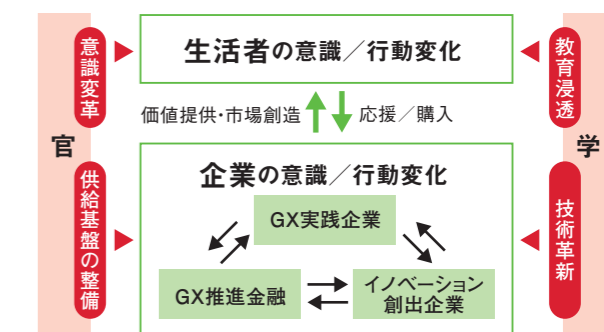 官
意識変革
供給基盤の整備
生活者の意識／行動変化
価値提供・市場創造
応援／購入
企業の意識／行動変化
GX実践企業
GX推進金融
イノベーション
創出企業
教育浸透
技術革新
学